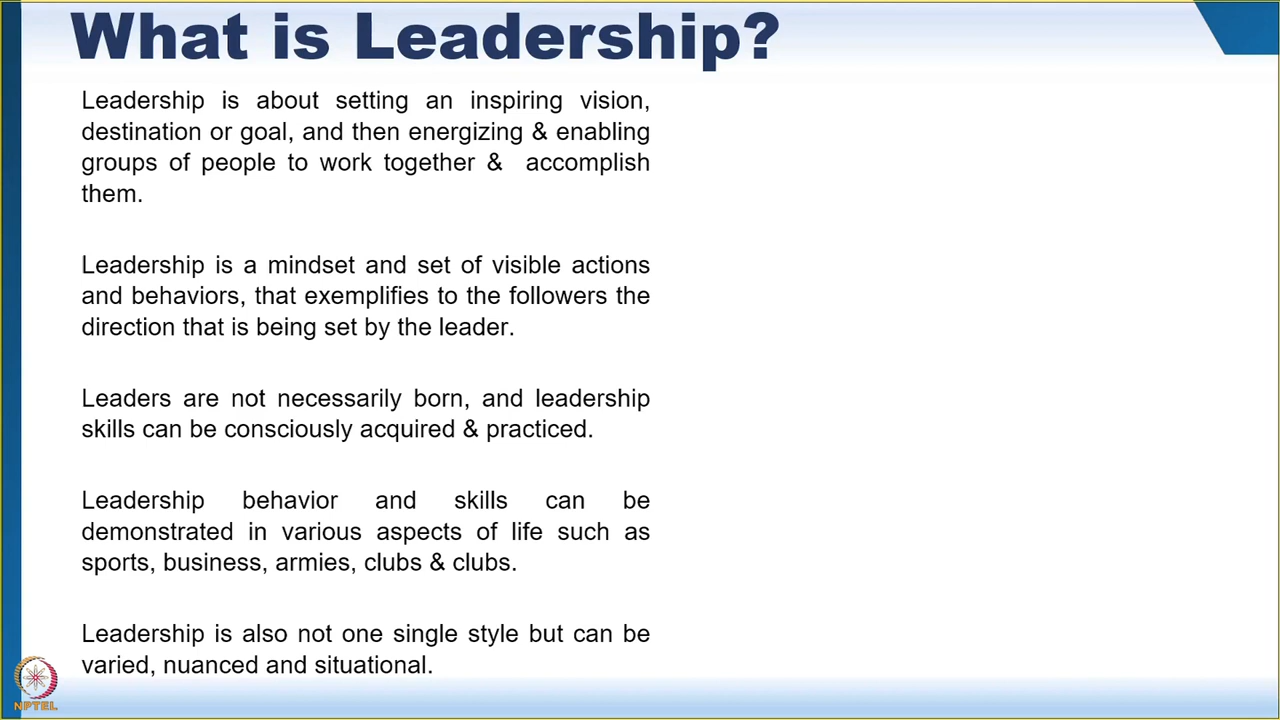 What is Leadership?
Leadership is about setting an inspiring vision,
destination or goal, and then energizing & enabling
groups of people to work together & accomplish
them.
Leadership is a mindset and set of visible actions
and behaviors, that exemplifies to the followers the
direction that is being set by the leader.
Leaders are not necessarily born, and leadership
skills can be consciously acquired & practiced.
Leadership behavior and skills can be
demonstrated in various aspects of life such as
sports, business, armies, clubs & clubs.
Leadership is also not one single style but can be
varied, nuanced and situational.
NPTEL